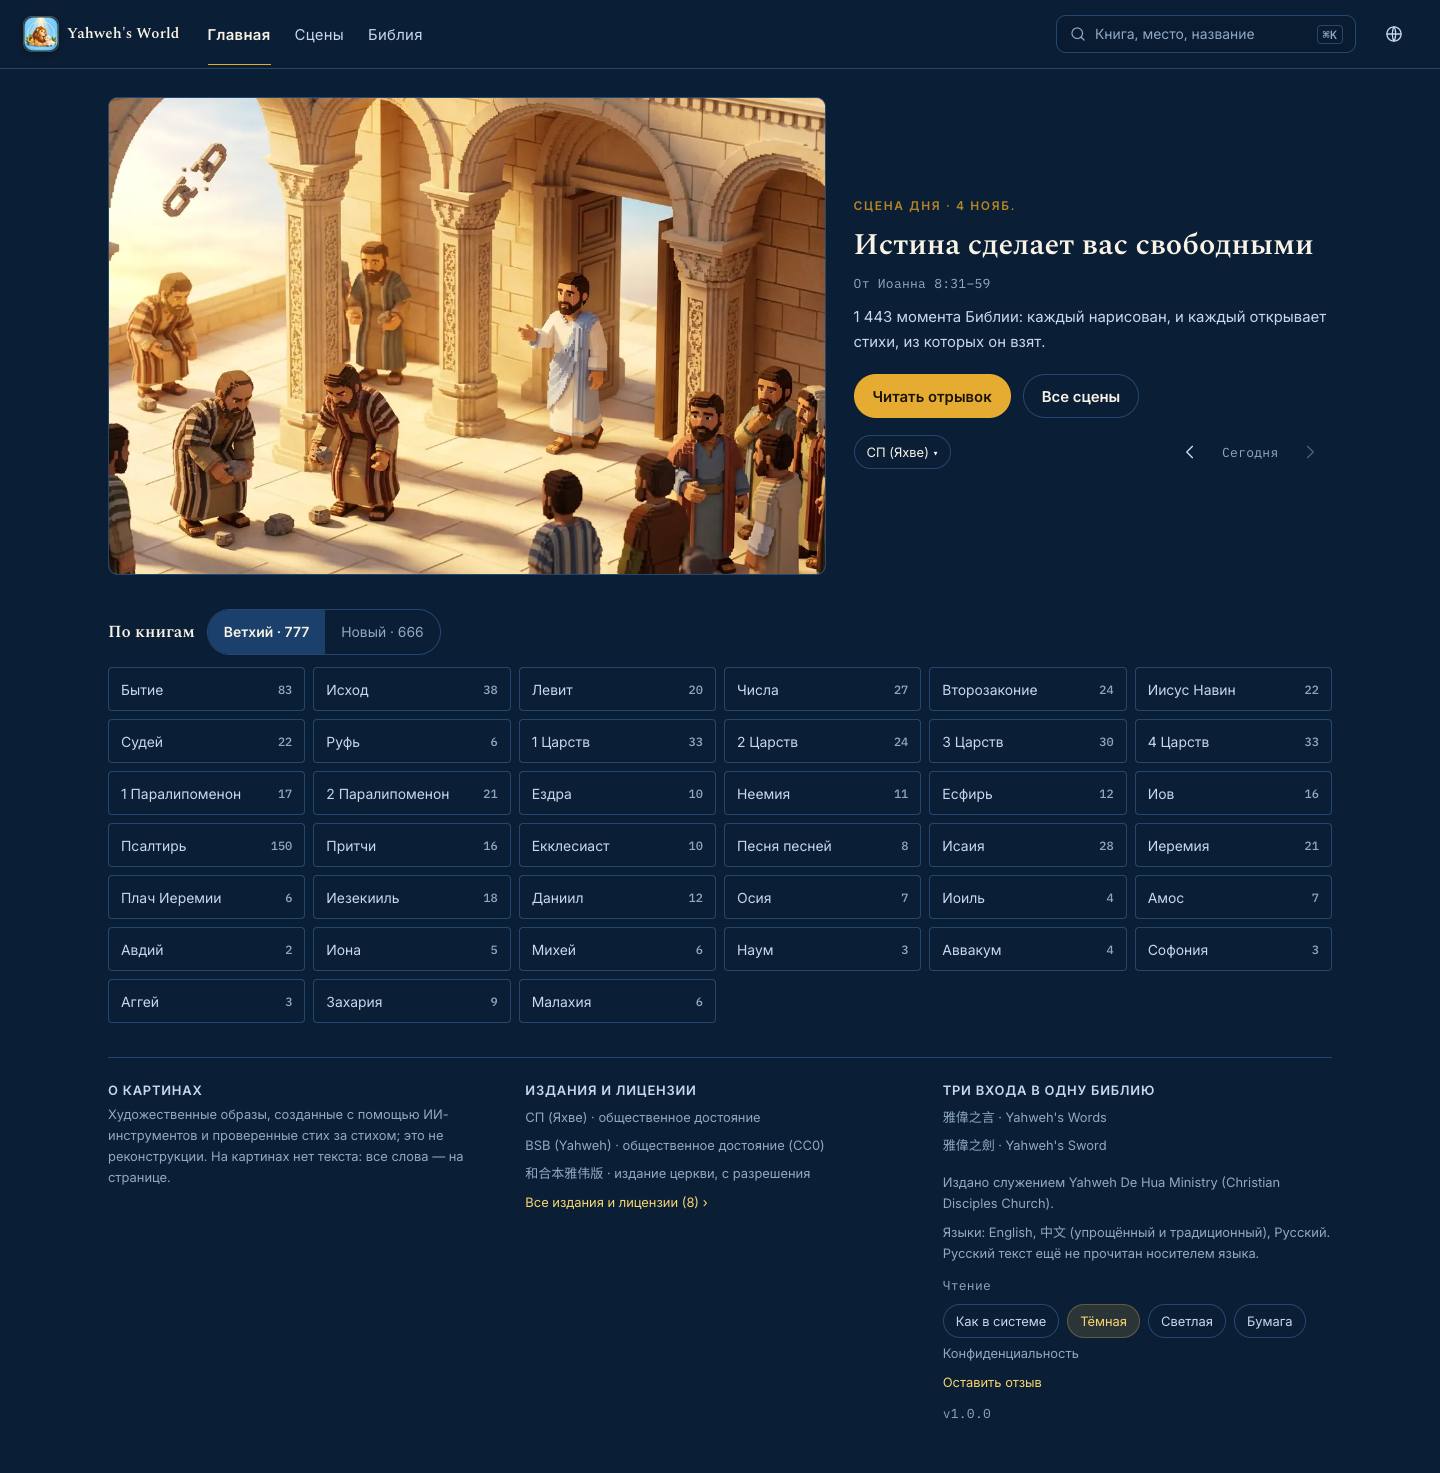 Yahweh's World
Главная
Сцены
Библия
Книга, место, название
⌘K
СЦЕНА ДНЯ · 4 НОЯБ.
Истина сделает вас свободными
От Иоанна 8:31–59
1 443 момента Библии: каждый нарисован, и каждый открывает
стихи, из которых он взят.
Читать отрывок
Все сцены
СП (Яхве) ▾
Сегодня
По книгам
Ветхий · 777
Новый · 666
Бытие 83
Исход 38
Левит 20
Числа 27
Второзаконие 24
Иисус Навин 22
Судей 22
Руфь 6
1 Царств 33
2 Царств 24
3 Царств 30
4 Царств 33
1 Паралипоменон 17
2 Паралипоменон 21
Ездра 10
Неемия 11
Есфирь 12
Иов 16
Псалтирь 150
Притчи 16
Екклесиаст 10
Песня песней 8
Исаия 28
Иеремия 21
Плач Иеремии 6
Иезекииль 18
Даниил 12
Осия 7
Иоиль 4
Амос 7
Авдий 2
Иона 5
Михей 6
Наум 3
Аввакум 4
Софония 3
Аггей 3
Захария 9
Малахия 6
О КАРТИНАХ
Художественные образы, созданные с помощью ИИ-
инструментов и проверенные стих за стихом; это не
реконструкции. На картинах нет текста: все слова — на
странице.
ИЗДАНИЯ И ЛИЦЕНЗИИ
СП (Яхве) · общественное достояние
BSB (Yahweh) · общественное достояние (CC0)
和合本雅伟版 · издание церкви, с разрешения
Все издания и лицензии (8) ›
ТРИ ВХОДА В ОДНУ БИБЛИЮ
雅偉之言 · Yahweh's Words
雅偉之劍 · Yahweh's Sword
Издано служением Yahweh De Hua Ministry (Christian
Disciples Church).
Языки: English, 中文 (упрощённый и традиционный), Русский.
Русский текст ещё не прочитан носителем языка.
Чтение
Как в системе
Тёмная
Светлая
Бумага
Конфиденциальность
Оставить отзыв
v1.0.0